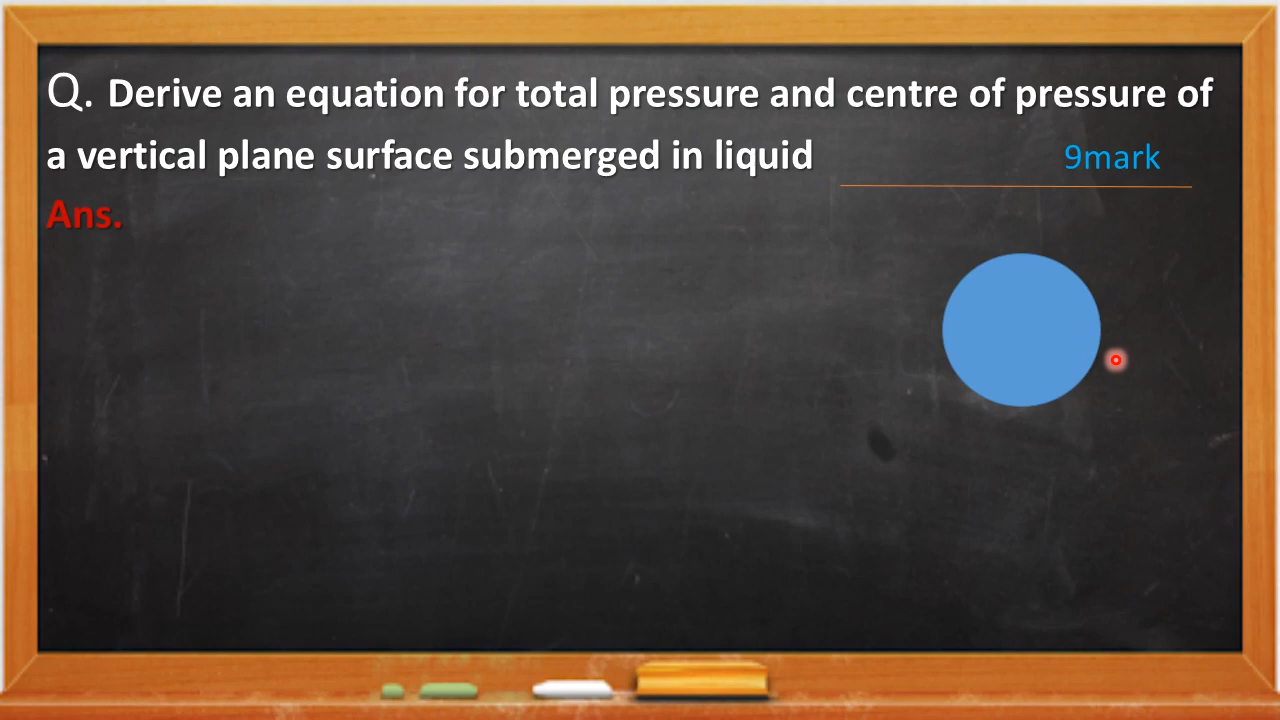 Q. Derive an equation for total pressure and centre of pressure of
a vertical plane surface submerged in liquid 9mark
Ans.